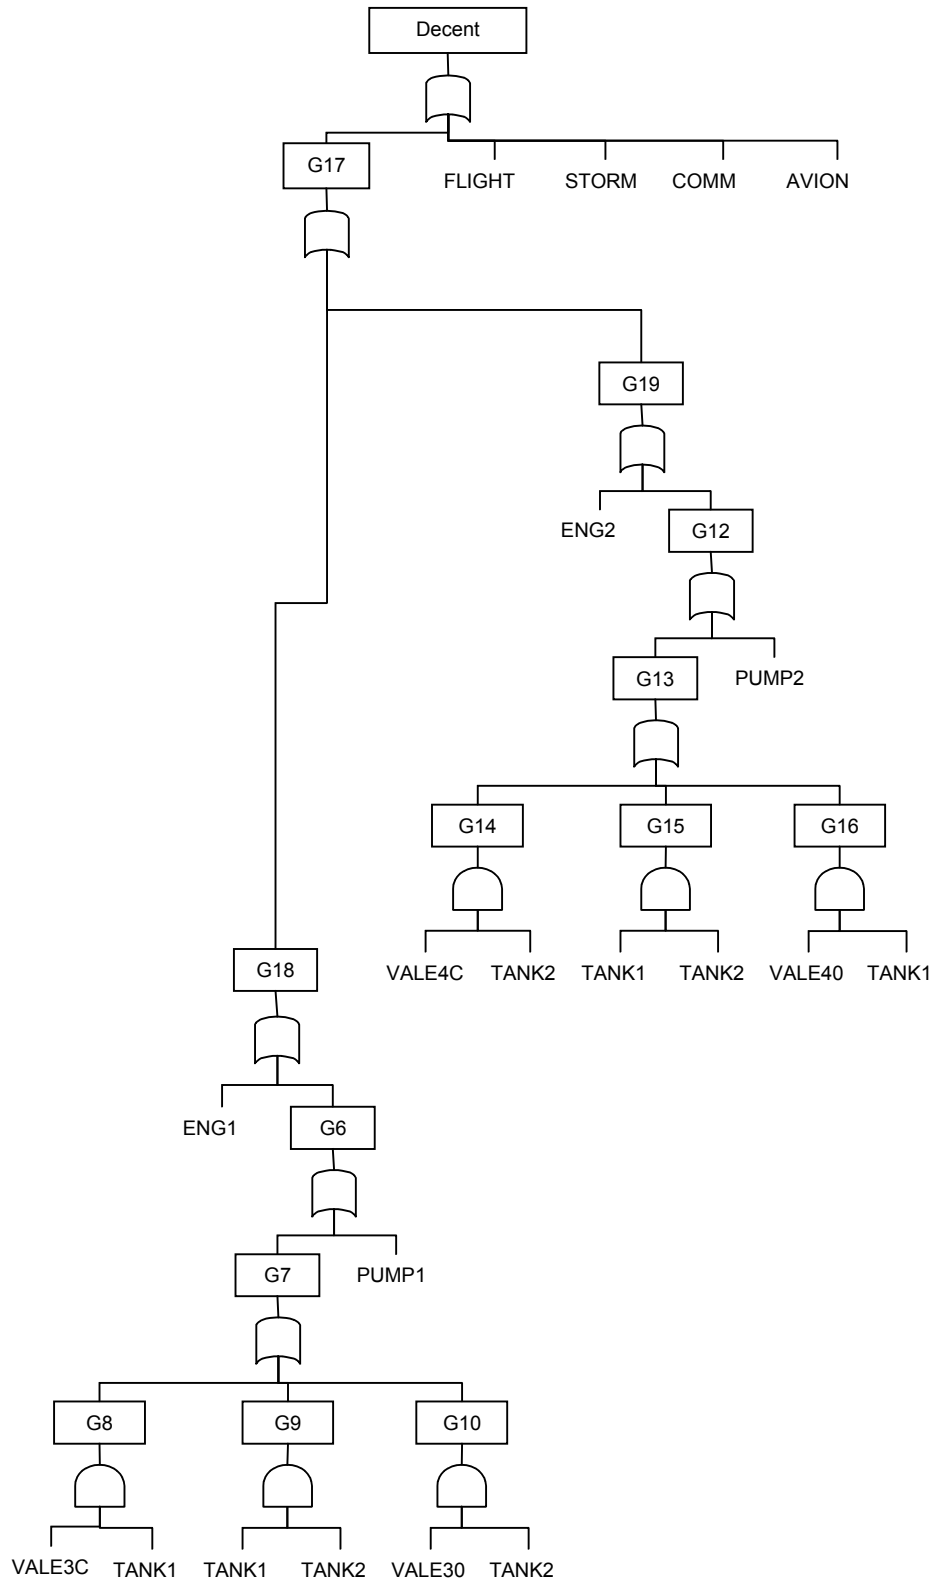 Decent
G17
FLIGHT STORM COMM AVION
G19
ENG2 G12
G13 PUMP2
G14 G15 G16
VALE4C TANK2 TANK1 TANK2 VALE40 TANK1
G18
ENG1 G6
G7 PUMP1
G8 G9 G10
VALE3C TANK1 TANK1 TANK2 VALE30 TANK2